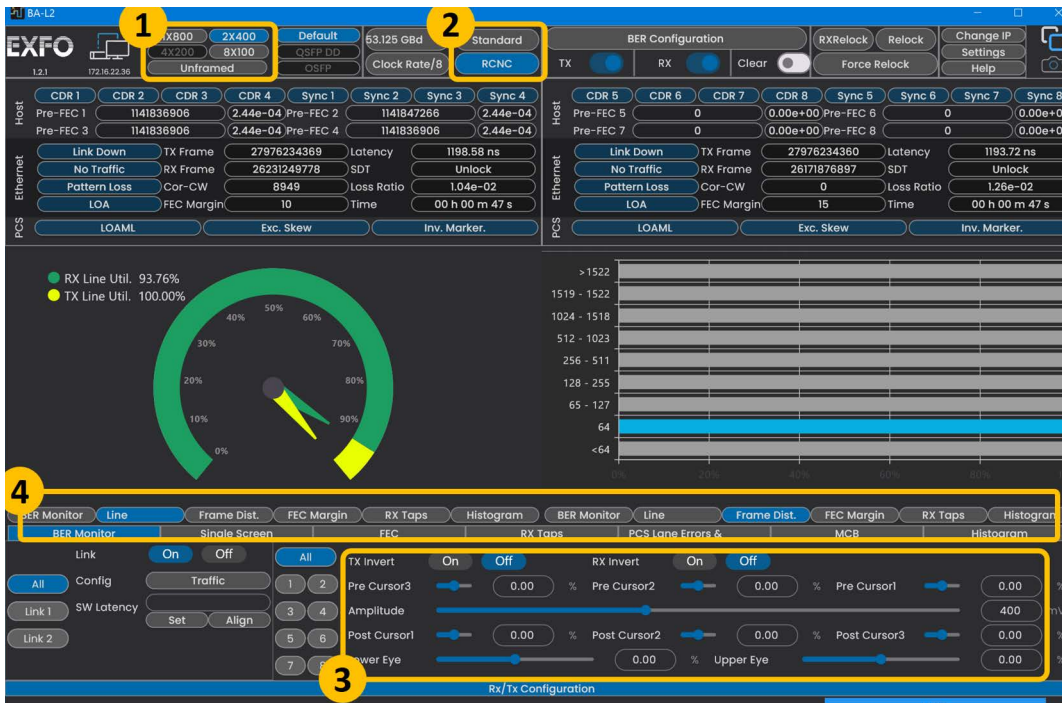 BA-L2
EXFO
1.2.1 172.16.22.36
1
X800 2X400
4X200 8X100
Unframed
Default
QSFP DD
OSFP
53.125 GBd
Clock Rate/8
2
Standard
RCNC
BER Configuration
TX RX Clear
RXRelock Relock
Force Relock
Change IP
Settings
Help
Host
CDR 1 CDR 2 CDR 3 CDR 4 Sync 1 Sync 2 Sync 3 Sync 4
Pre-FEC 1 1141836906 2.44e-04 Pre-FEC 2 1141847266 2.44e-04
Pre-FEC 3 1141836906 2.44e-04 Pre-FEC 4 1141836906 2.44e-04
Ethernet
Link Down TX Frame 27976234369 Latency 1198.58 ns
No Traffic RX Frame 26231249778 SDT Unlock
Pattern Loss Cor-CW 8949 Loss Ratio 1.04e-02
LOA FEC Margin 10 Time 00 h 00 m 47 s
PCS
LOAML Exc. Skew Inv. Marker.
Host
CDR 5 CDR 6 CDR 7 CDR 8 Sync 5 Sync 6 Sync 7 Sync 8
Pre-FEC 5 0 0.00e+00 Pre-FEC 6 0 0.00e+0
Pre-FEC 7 0 0.00e+00 Pre-FEC 8 0 0.00e+0
Ethernet
Link Down TX Frame 27976234360 Latency 1193.72 ns
No Traffic RX Frame 26171876897 SDT Unlock
Pattern Loss Cor-CW 0 Loss Ratio 1.26e-02
LOA FEC Margin 15 Time 00 h 00 m 47 s
PCS
LOAML Exc. Skew Inv. Marker.
RX Line Util. 93.76%
TX Line Util. 100.00%
0%
10%
20%
30%
40%
50%
60%
70%
80%
90%
>1522
1519 - 1522
1024 - 1518
512 - 1023
256 - 511
128 - 255
65 - 127
64
<64
0% 20% 40% 60% 80%
4
BER Monitor Line Frame Dist. FEC Margin RX Taps Histogram BER Monitor Line Frame Dist. FEC Margin RX Taps Histogram
BER Monitor Single Screen FEC RX Taps PCS Lane Errors & MCB Histogram
Link On Off
All Config Traffic
Link 1 SW Latency
Set Align
Link 2
All
1 2
3 4
5 6
7
TX Invert On Off RX Invert On Off
Pre Cursor3 0.00 % Pre Cursor2 0.00 % Pre Cursor1 0.00 %
Amplitude 400 mV
Post Cursor1 0.00 % Post Cursor2 0.00 % Post Cursor3 0.00 %
Lower Eye 0.00 % Upper Eye 0.00 %
3
Rx/Tx Configuration